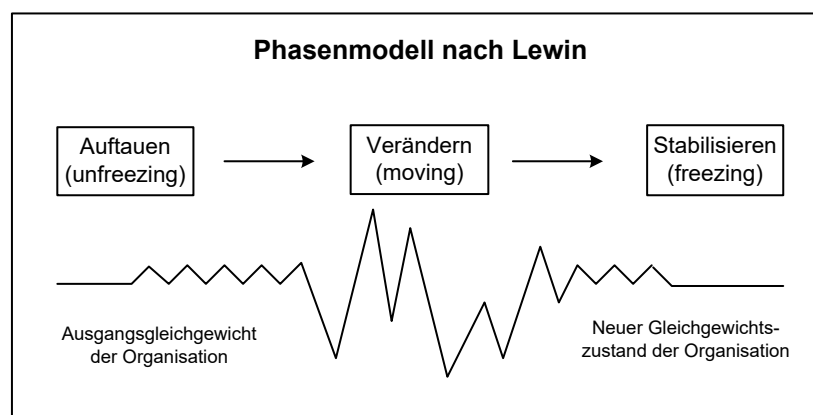 Phasenmodell nach Lewin
Auftauen
(unfreezing)
Verändern
(moving)
Stabilisieren
(freezing)
Ausgangsgleichgewicht
der Organisation
Neuer Gleichgewichts-
zustand der Organisation